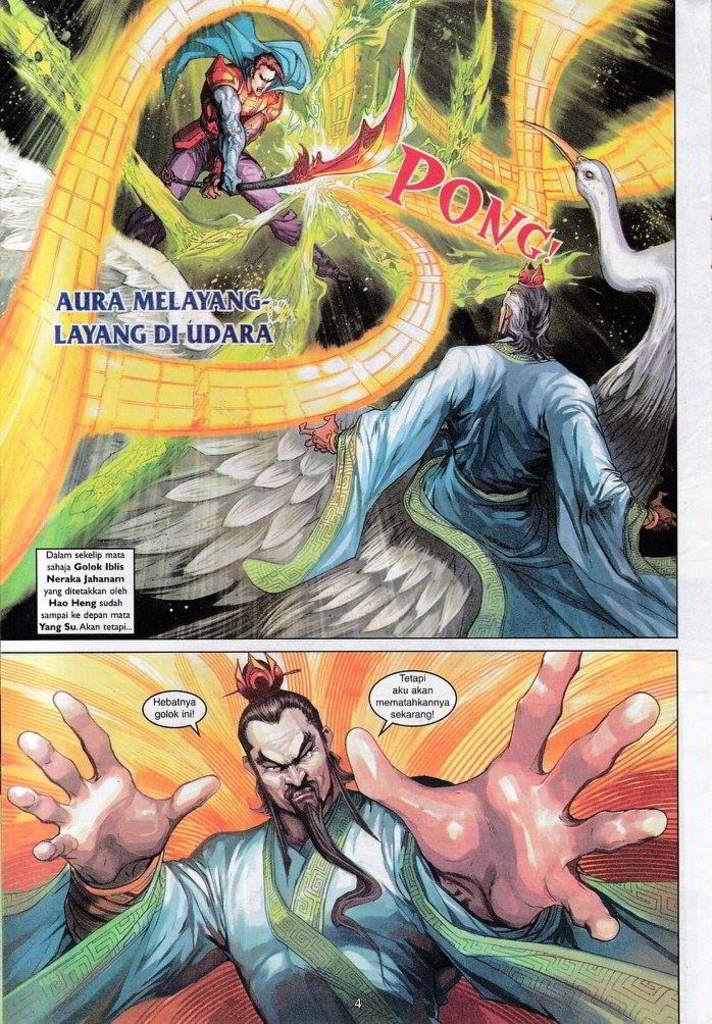 PONG!
AURA MELAYANG-
LAYANG DI UDARA
Dalam sekelip mata
sahaja Golok Iblis
Neraka Jahanam
yang ditetakkan oleh
Hao Heng sudah
sampai ke depan mata
Yang Su. Akan tetapi...
Hebatnya
golok ini!
Tetapi
aku akan
mematahkannya
sekarang!
4